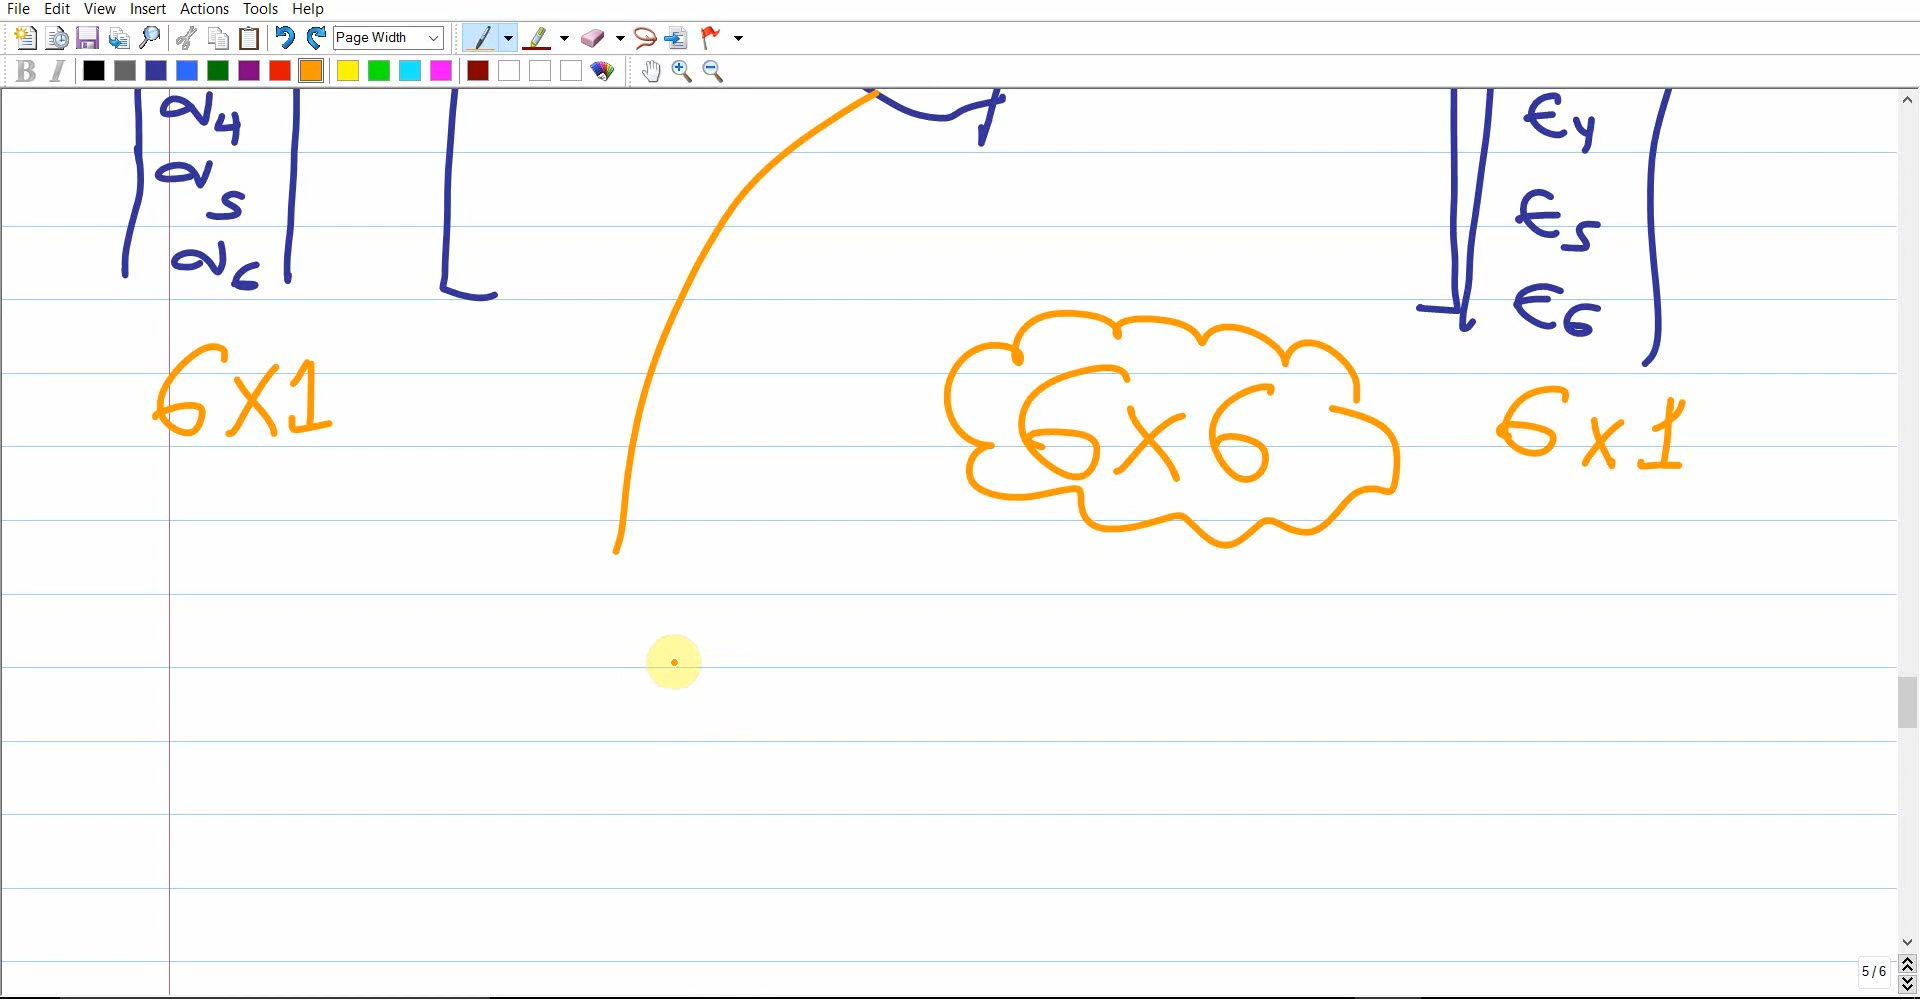 File Edit View Insert Actions Tools Help
Page Width
B I
σ4
σ5
σ6
ϵ4
ϵ5
ϵ6
6x1
6x6
6x1
5 / 6